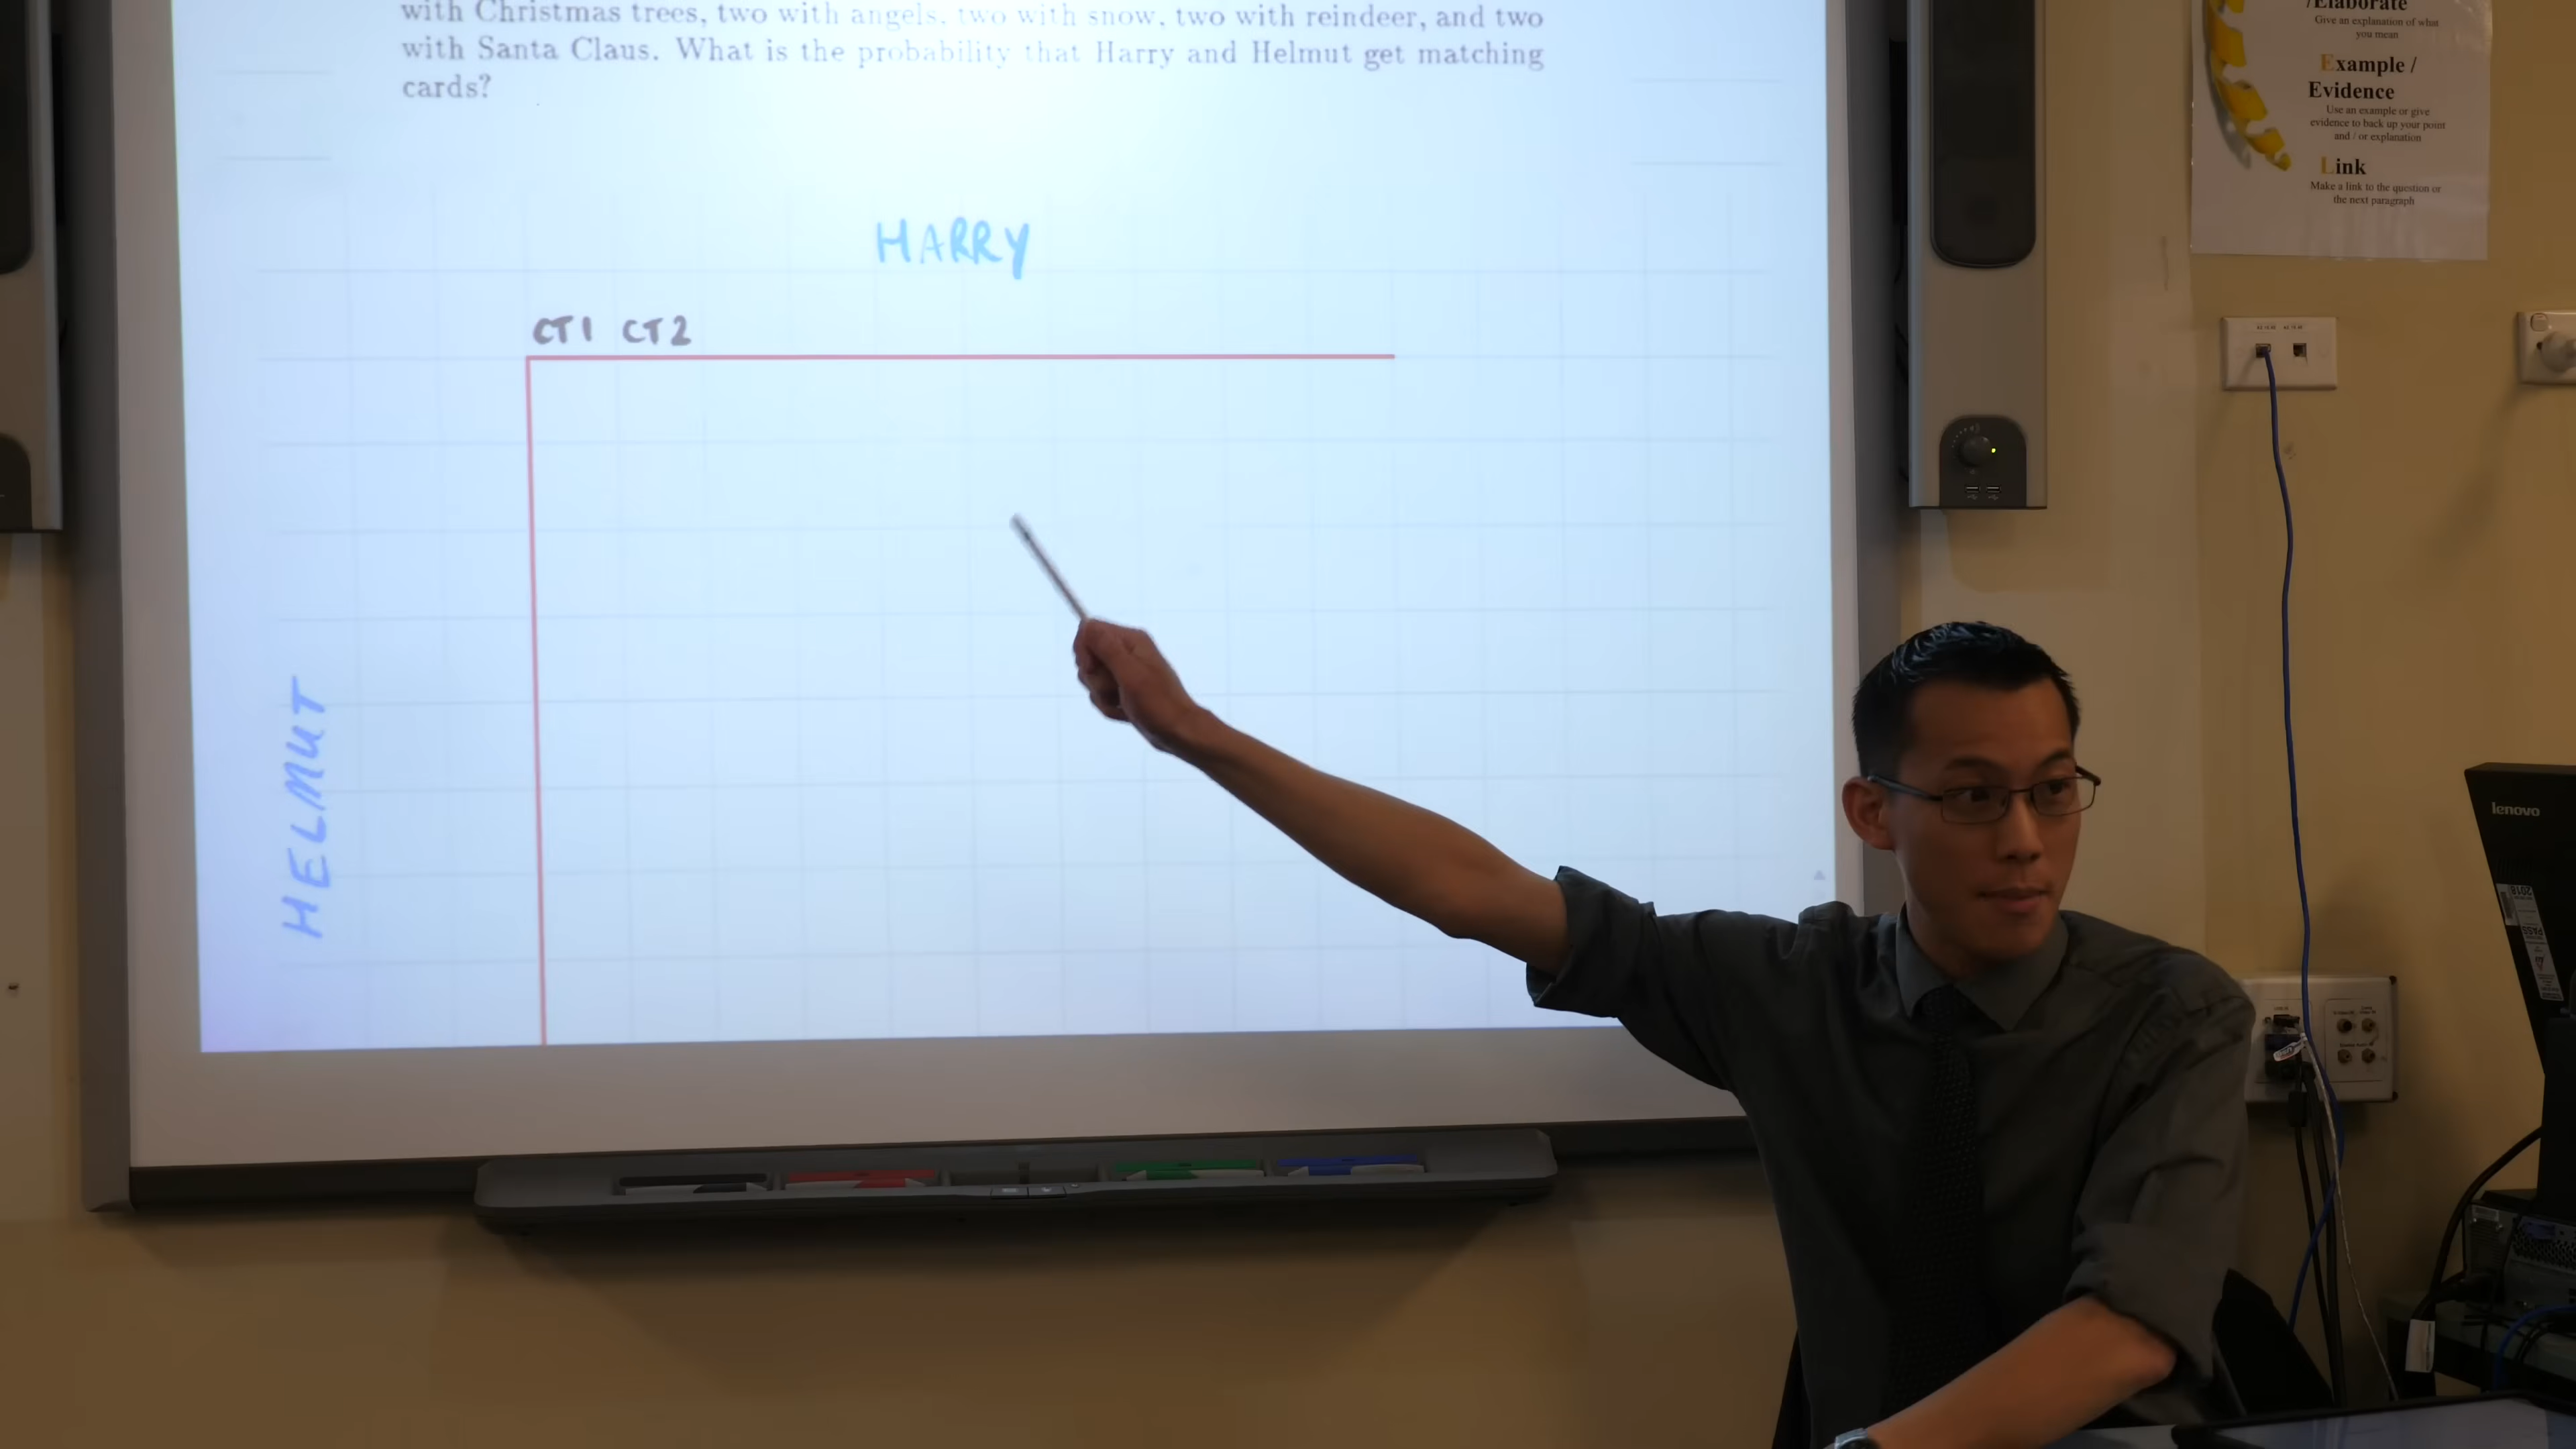 with Christmas trees, two with angels, two with snow, two with reindeer, and two
with Santa Claus. What is the probability that Harry and Helmut get matching
cards?
HARRY
CT1 CT2
HELMUT
/Elaborate
Give an explanation of what
you mean
Example /
Evidence
Use an example or give
evidence to back up your point
and / or explanation
Link
Make a link to the question or
the next paragraph
lenovo